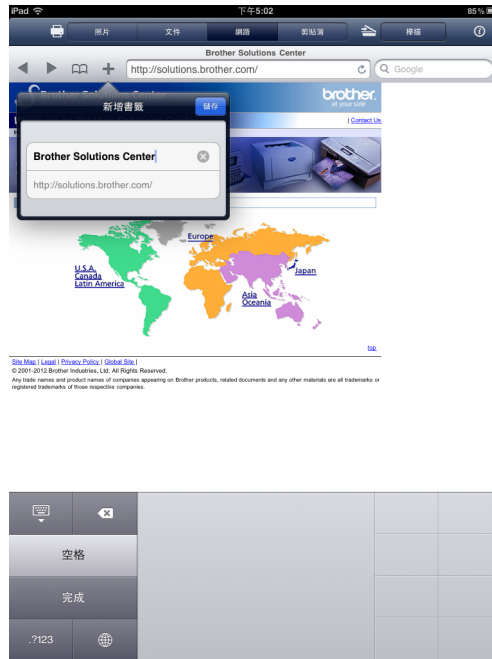 iPad 下午5:02 85%
照片 文件 網路 剪貼簿 掃描
Brother Solutions Center
http://solutions.brother.com/ Google
新增書籤 儲存
brother
at your side
Contact Us
Brother Solutions Center
http://solutions.brother.com/
Europe
U.S.A.
Canada
Latin America
Japan
Asia
Oceania
top
Site Map | Legal | Privacy Policy | Global Site |
© 2001-2012 Brother Industries, Ltd. All Rights Reserved.
Any trade names and product names of companies appearing on Brother products, related documents and any other materials are all trademarks or
registered trademarks of those respective companies.
空格
完成
.?123